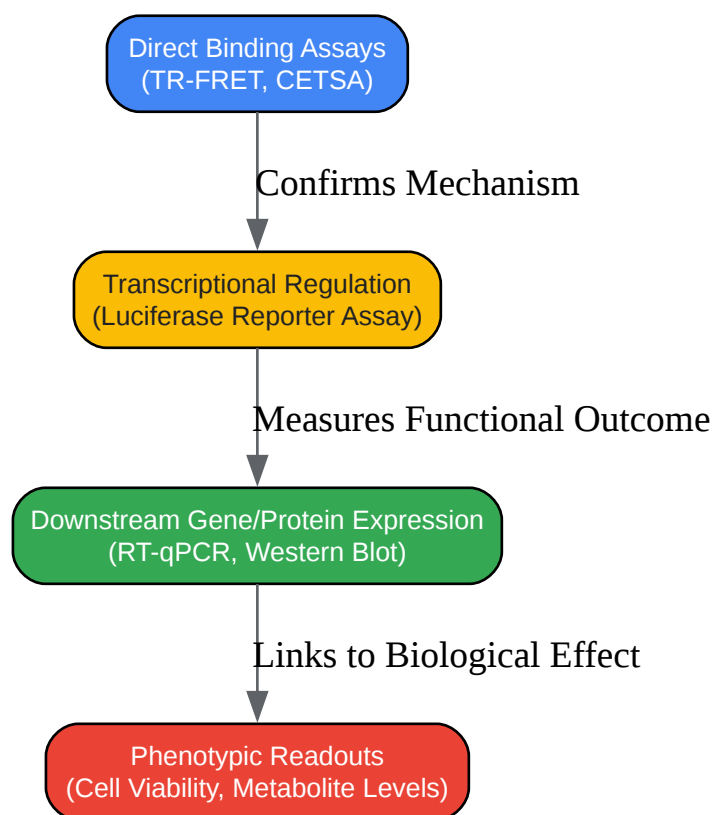 Direct Binding Assays
(TR-FRET, CETSA)
Confirms Mechanism
Transcriptional Regulation
(Luciferase Reporter Assay)
Measures Functional Outcome
Downstream Gene/Protein Expression
(RT-qPCR, Western Blot)
Links to Biological Effect
Phenotypic Readouts
(Cell Viability, Metabolite Levels)